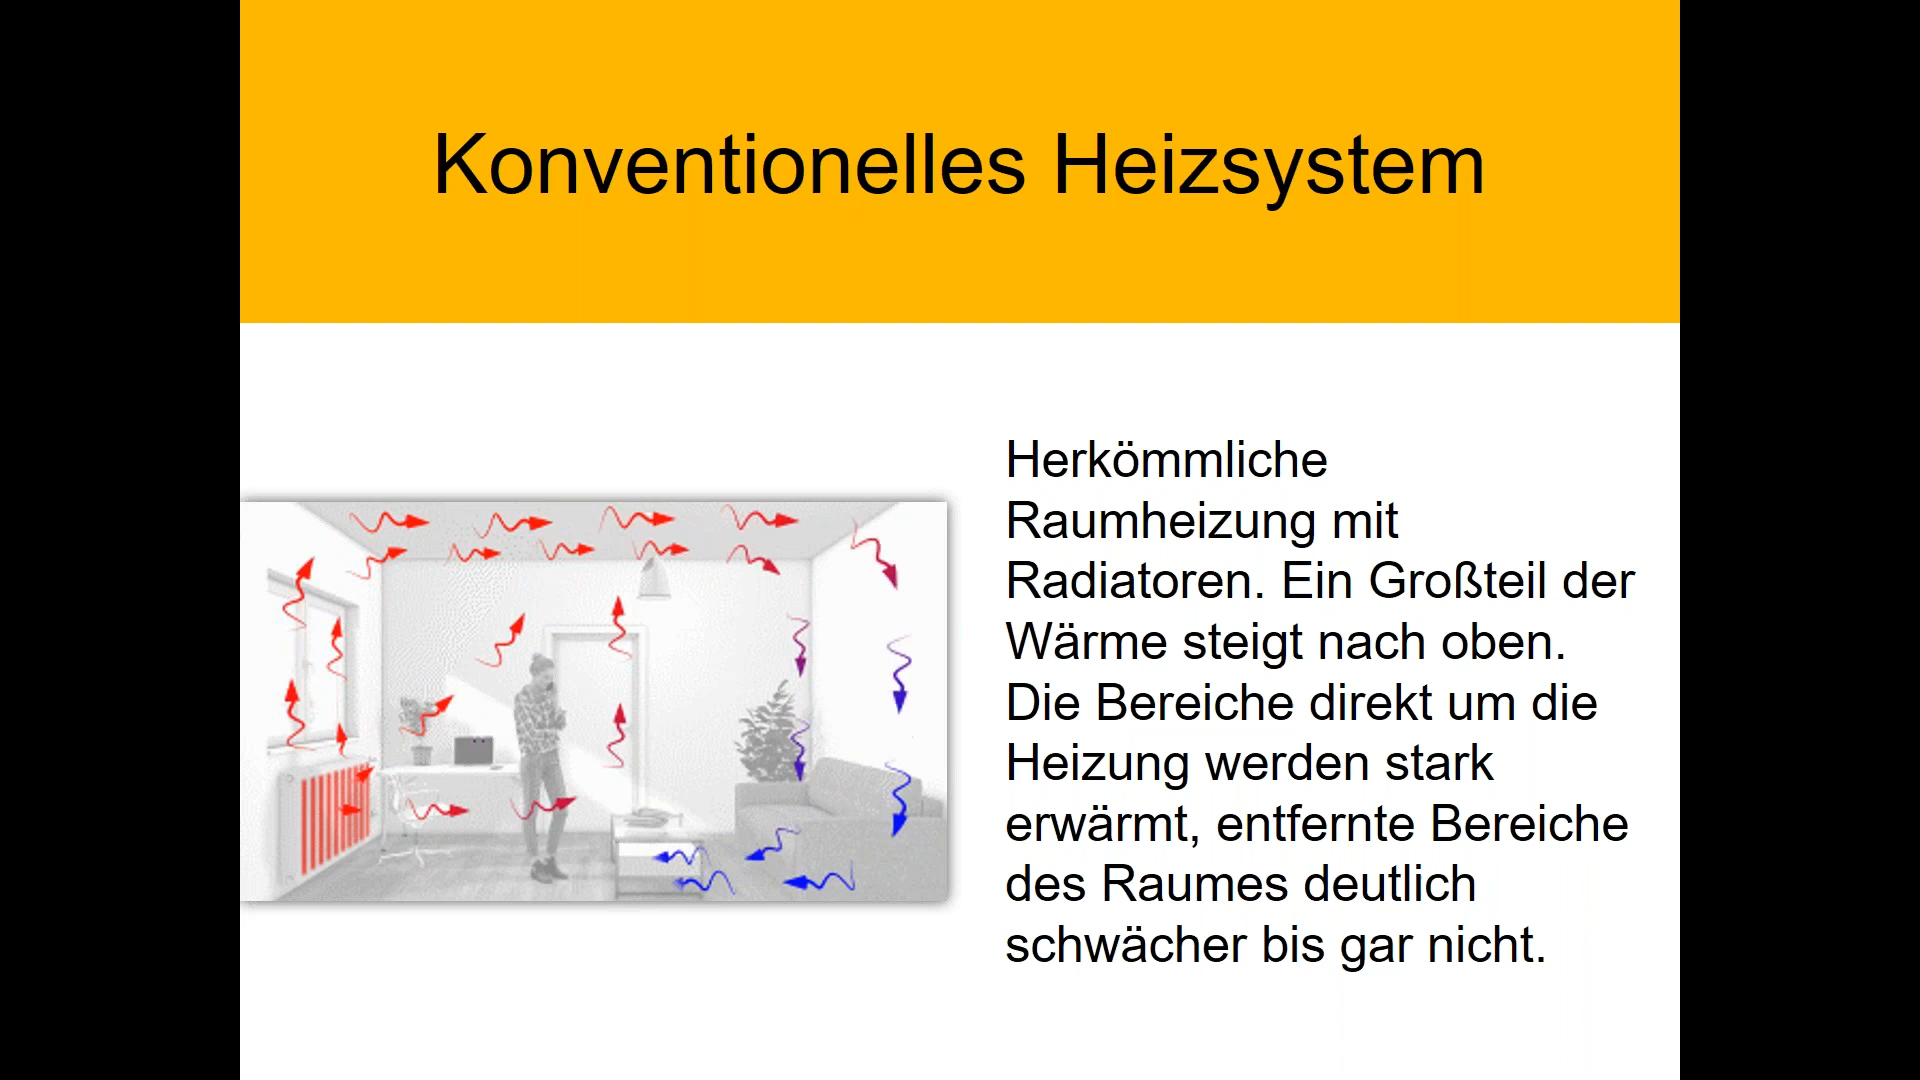 Konventionelles Heizsystem
Herkömmliche
Raumheizung mit
Radiatoren. Ein Großteil der
Wärme steigt nach oben.
Die Bereiche direkt um die
Heizung werden stark
erwärmt, entfernte Bereiche
des Raumes deutlich
schwächer bis gar nicht.